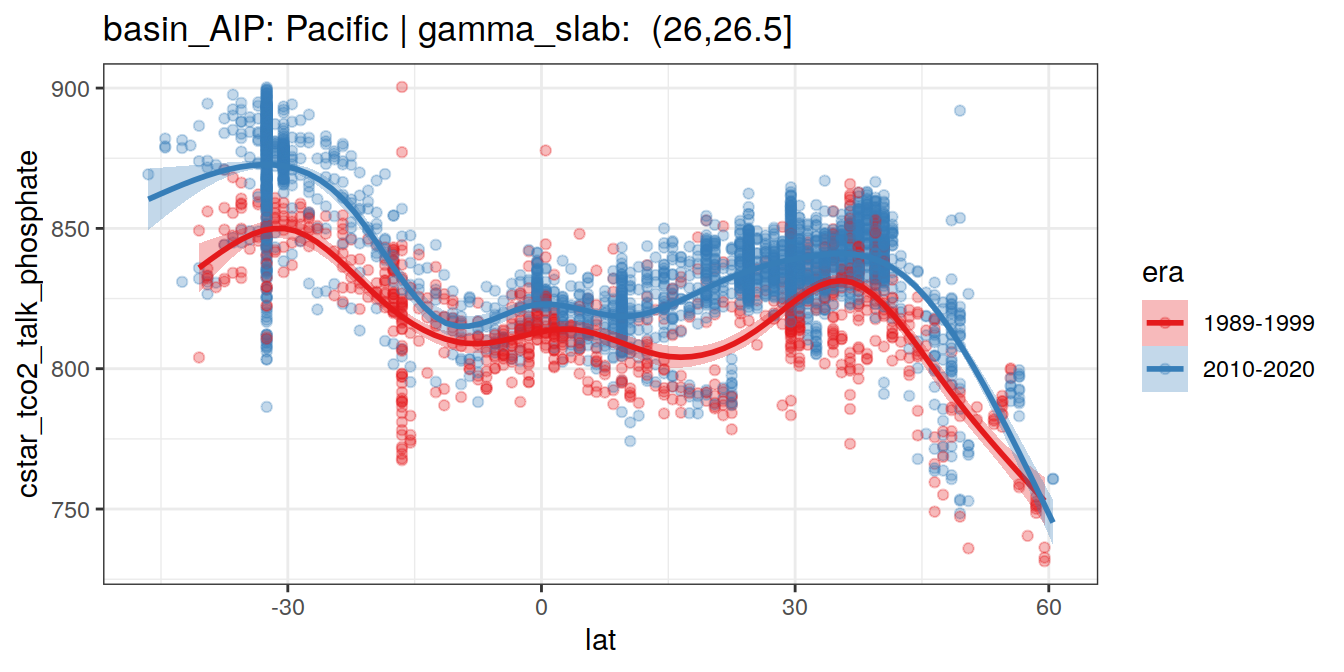 basin_AIP: Pacific | gamma_slab:  (26,26.5]
cstar_tco2_talk_phosphate
900
850
800
750
-30
0
30
60
lat
era
1989-1999
2010-2020